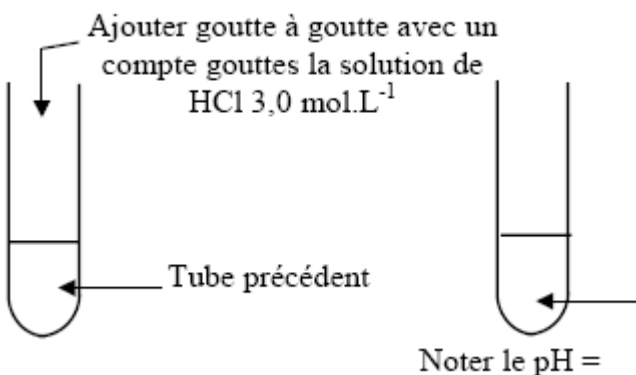 Ajouter goutte à goutte avec un
compte gouttes la solution de
HCl 3,0 mol.L⁻¹
Tube précédent
Noter le pH =